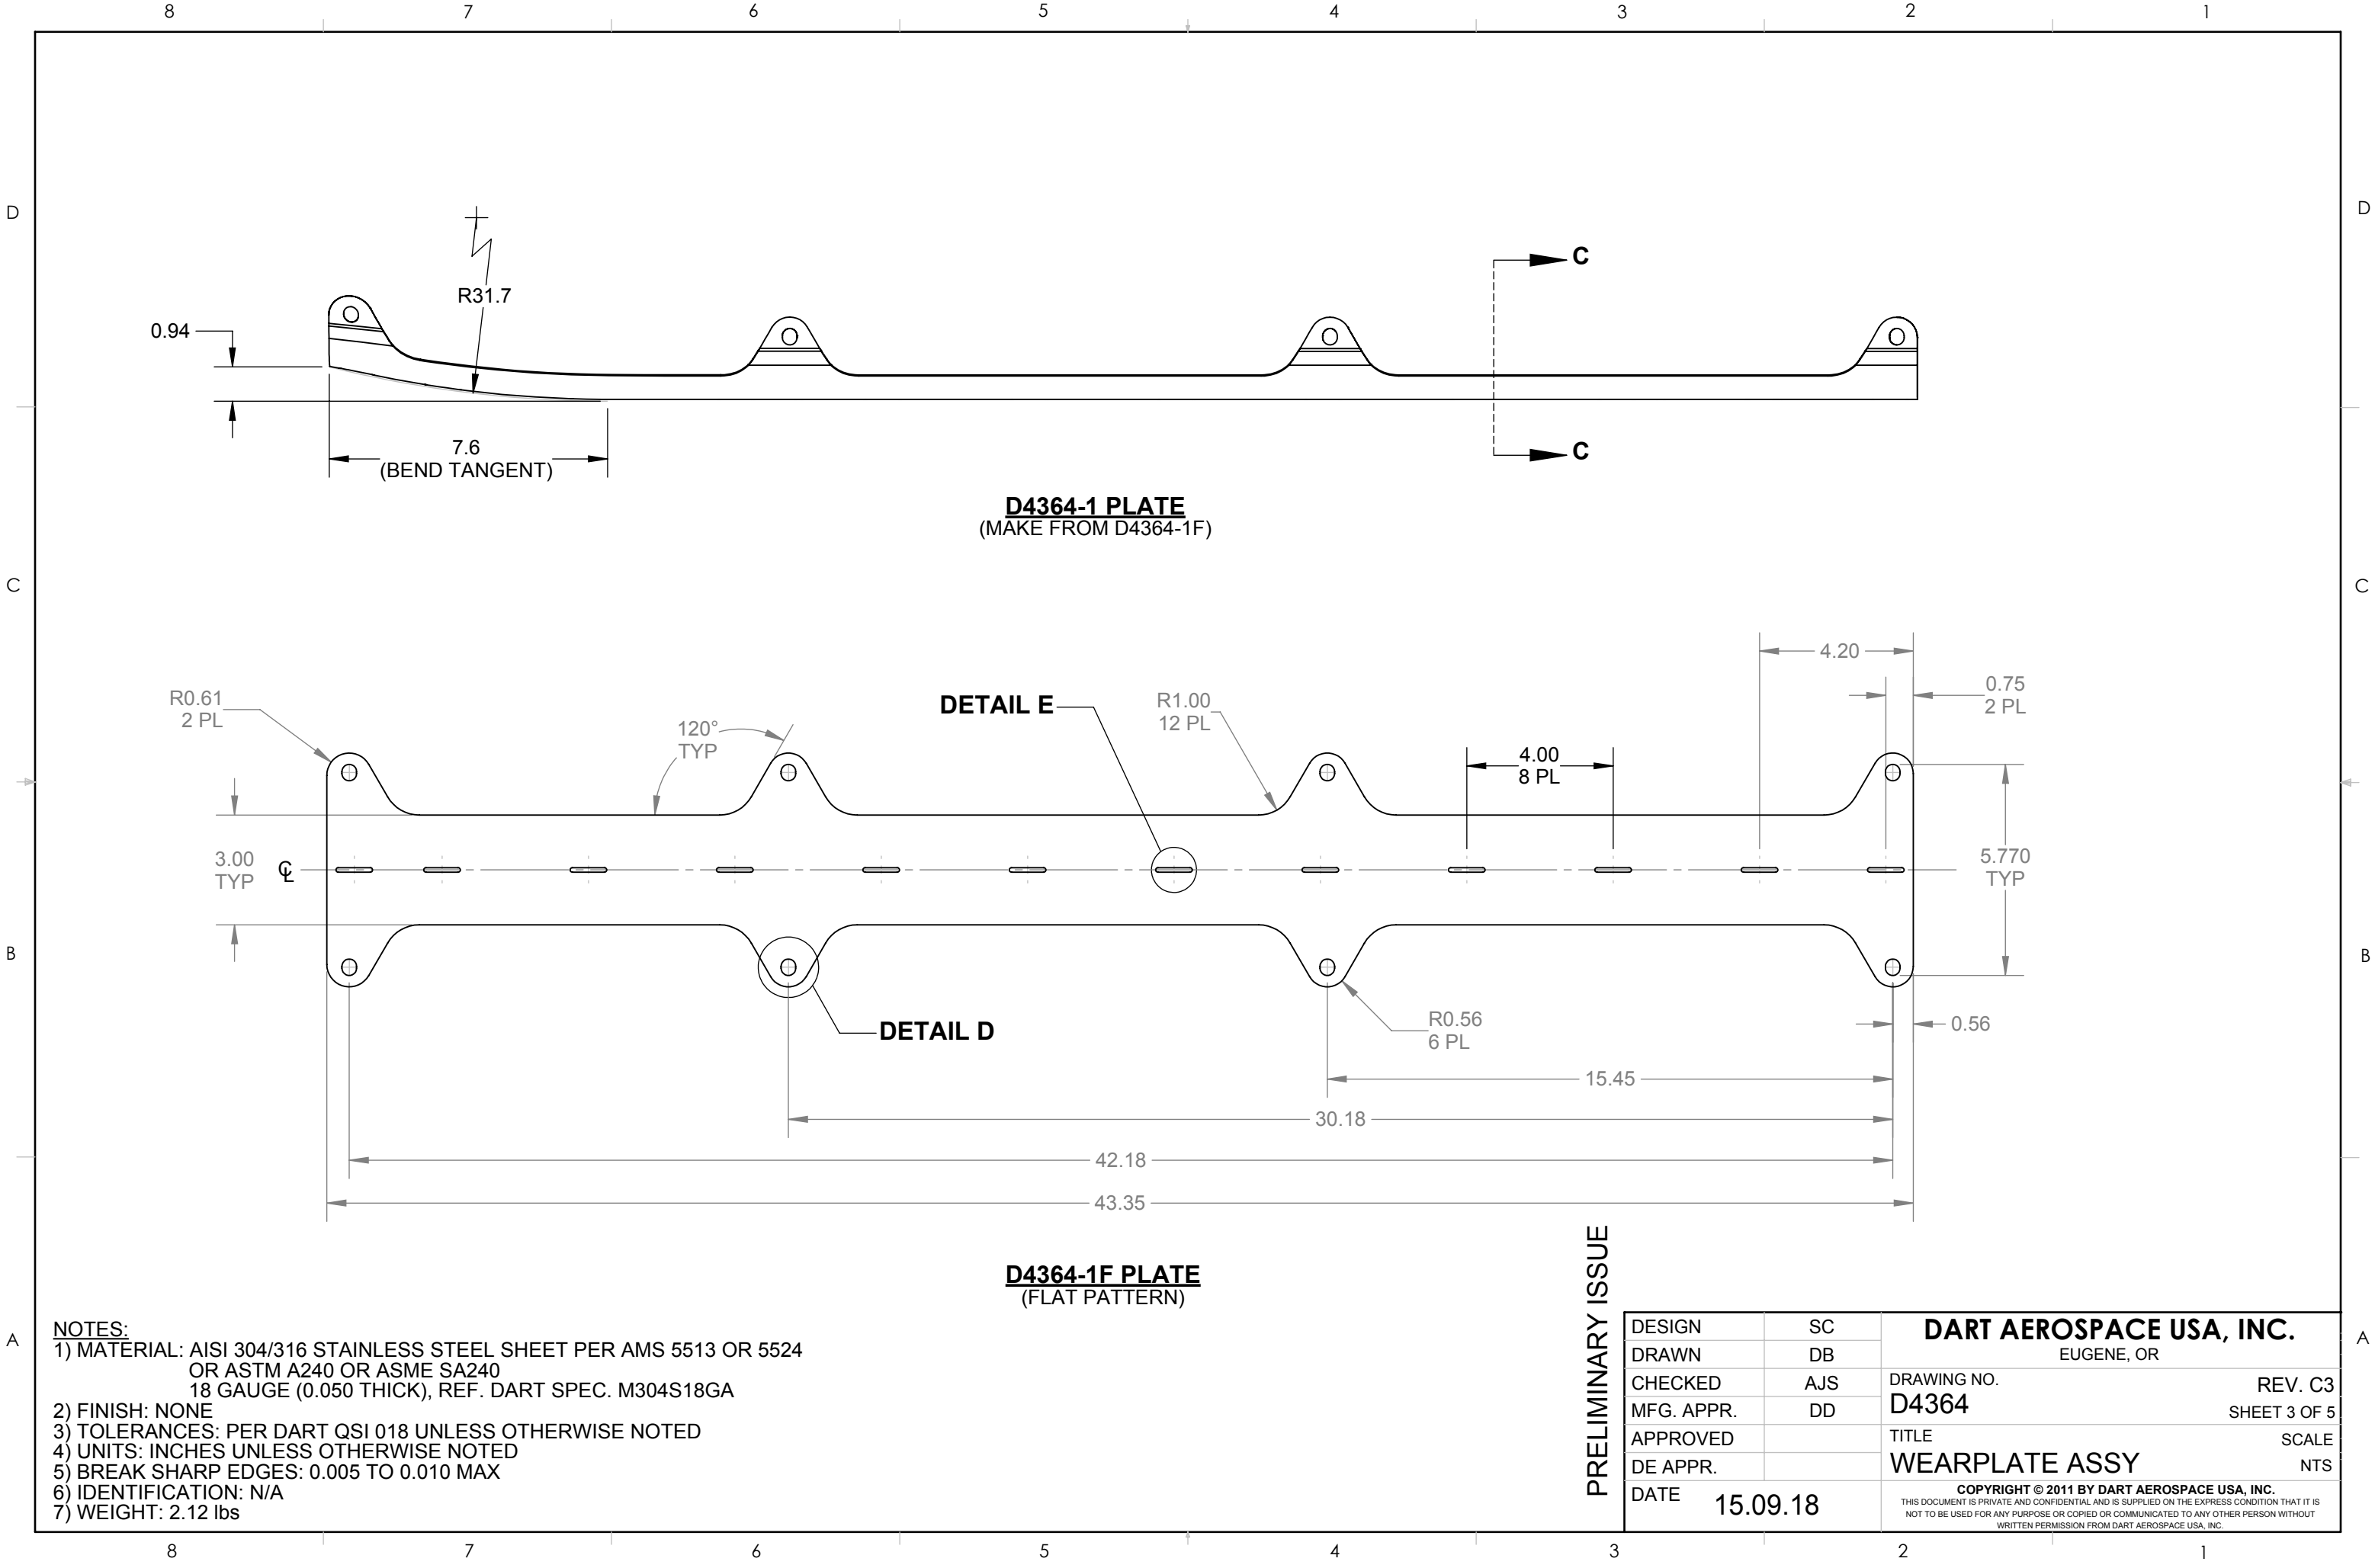 8 7 6 5 4 3 2 1
D D
C
R31.7
0.94
C
7.6
(BEND TANGENT)
D4364-1 PLATE
(MAKE FROM D4364-1F)
C C
4.20
R0.61
2 PL
DETAIL E
R1.00
12 PL
0.75
2 PL
120°
TYP
4.00
8 PL
3.00
TYP
℄
5.770
TYP
B B
DETAIL D
R0.56
6 PL
0.56
15.45
30.18
42.18
43.35
D4364-1F PLATE
(FLAT PATTERN)
PRELIMINARY ISSUE
A A
NOTES:
1) MATERIAL: AISI 304/316 STAINLESS STEEL SHEET PER AMS 5513 OR 5524
OR ASTM A240 OR ASME SA240
18 GAUGE (0.050 THICK), REF. DART SPEC. M304S18GA
2) FINISH: NONE
3) TOLERANCES: PER DART QSI 018 UNLESS OTHERWISE NOTED
4) UNITS: INCHES UNLESS OTHERWISE NOTED
5) BREAK SHARP EDGES: 0.005 TO 0.010 MAX
6) IDENTIFICATION: N/A
7) WEIGHT: 2.12 lbs
DESIGN SC
DRAWN DB
CHECKED AJS
MFG. APPR. DD
APPROVED
DE APPR.
DATE 15.09.18
DART AEROSPACE USA, INC.
EUGENE, OR
DRAWING NO. REV. C3
D4364 SHEET 3 OF 5
TITLE SCALE
WEARPLATE ASSY NTS
COPYRIGHT © 2011 BY DART AEROSPACE USA, INC.
THIS DOCUMENT IS PRIVATE AND CONFIDENTIAL AND IS SUPPLIED ON THE EXPRESS CONDITION THAT IT IS
NOT TO BE USED FOR ANY PURPOSE OR COPIED OR COMMUNICATED TO ANY OTHER PERSON WITHOUT
WRITTEN PERMISSION FROM DART AEROSPACE USA, INC.
8 7 6 5 4 3 2 1